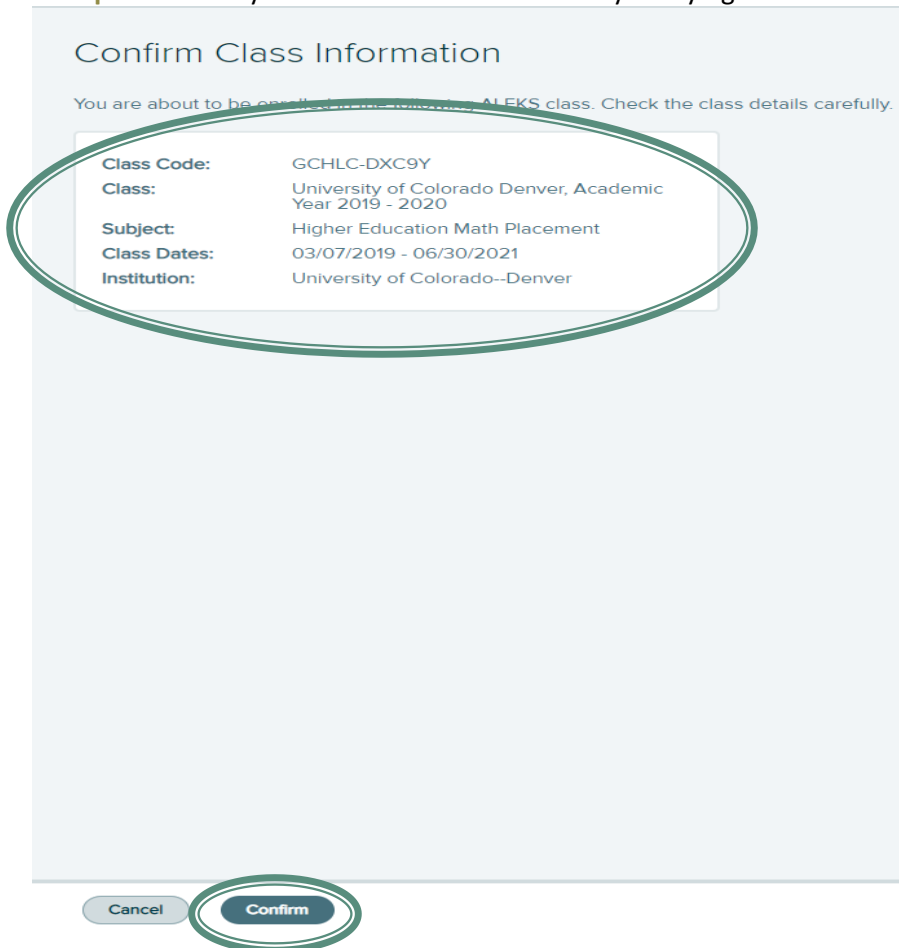 Confirm Class Information
You are about to be enrolled in the following ALEKS class. Check the class details carefully.
Class Code: GCHLC-DXC9Y
Class: University of Colorado Denver, Academic
Year 2019 - 2020
Subject: Higher Education Math Placement
Class Dates: 03/07/2019 - 06/30/2021
Institution: University of Colorado--Denver
Cancel Confirm